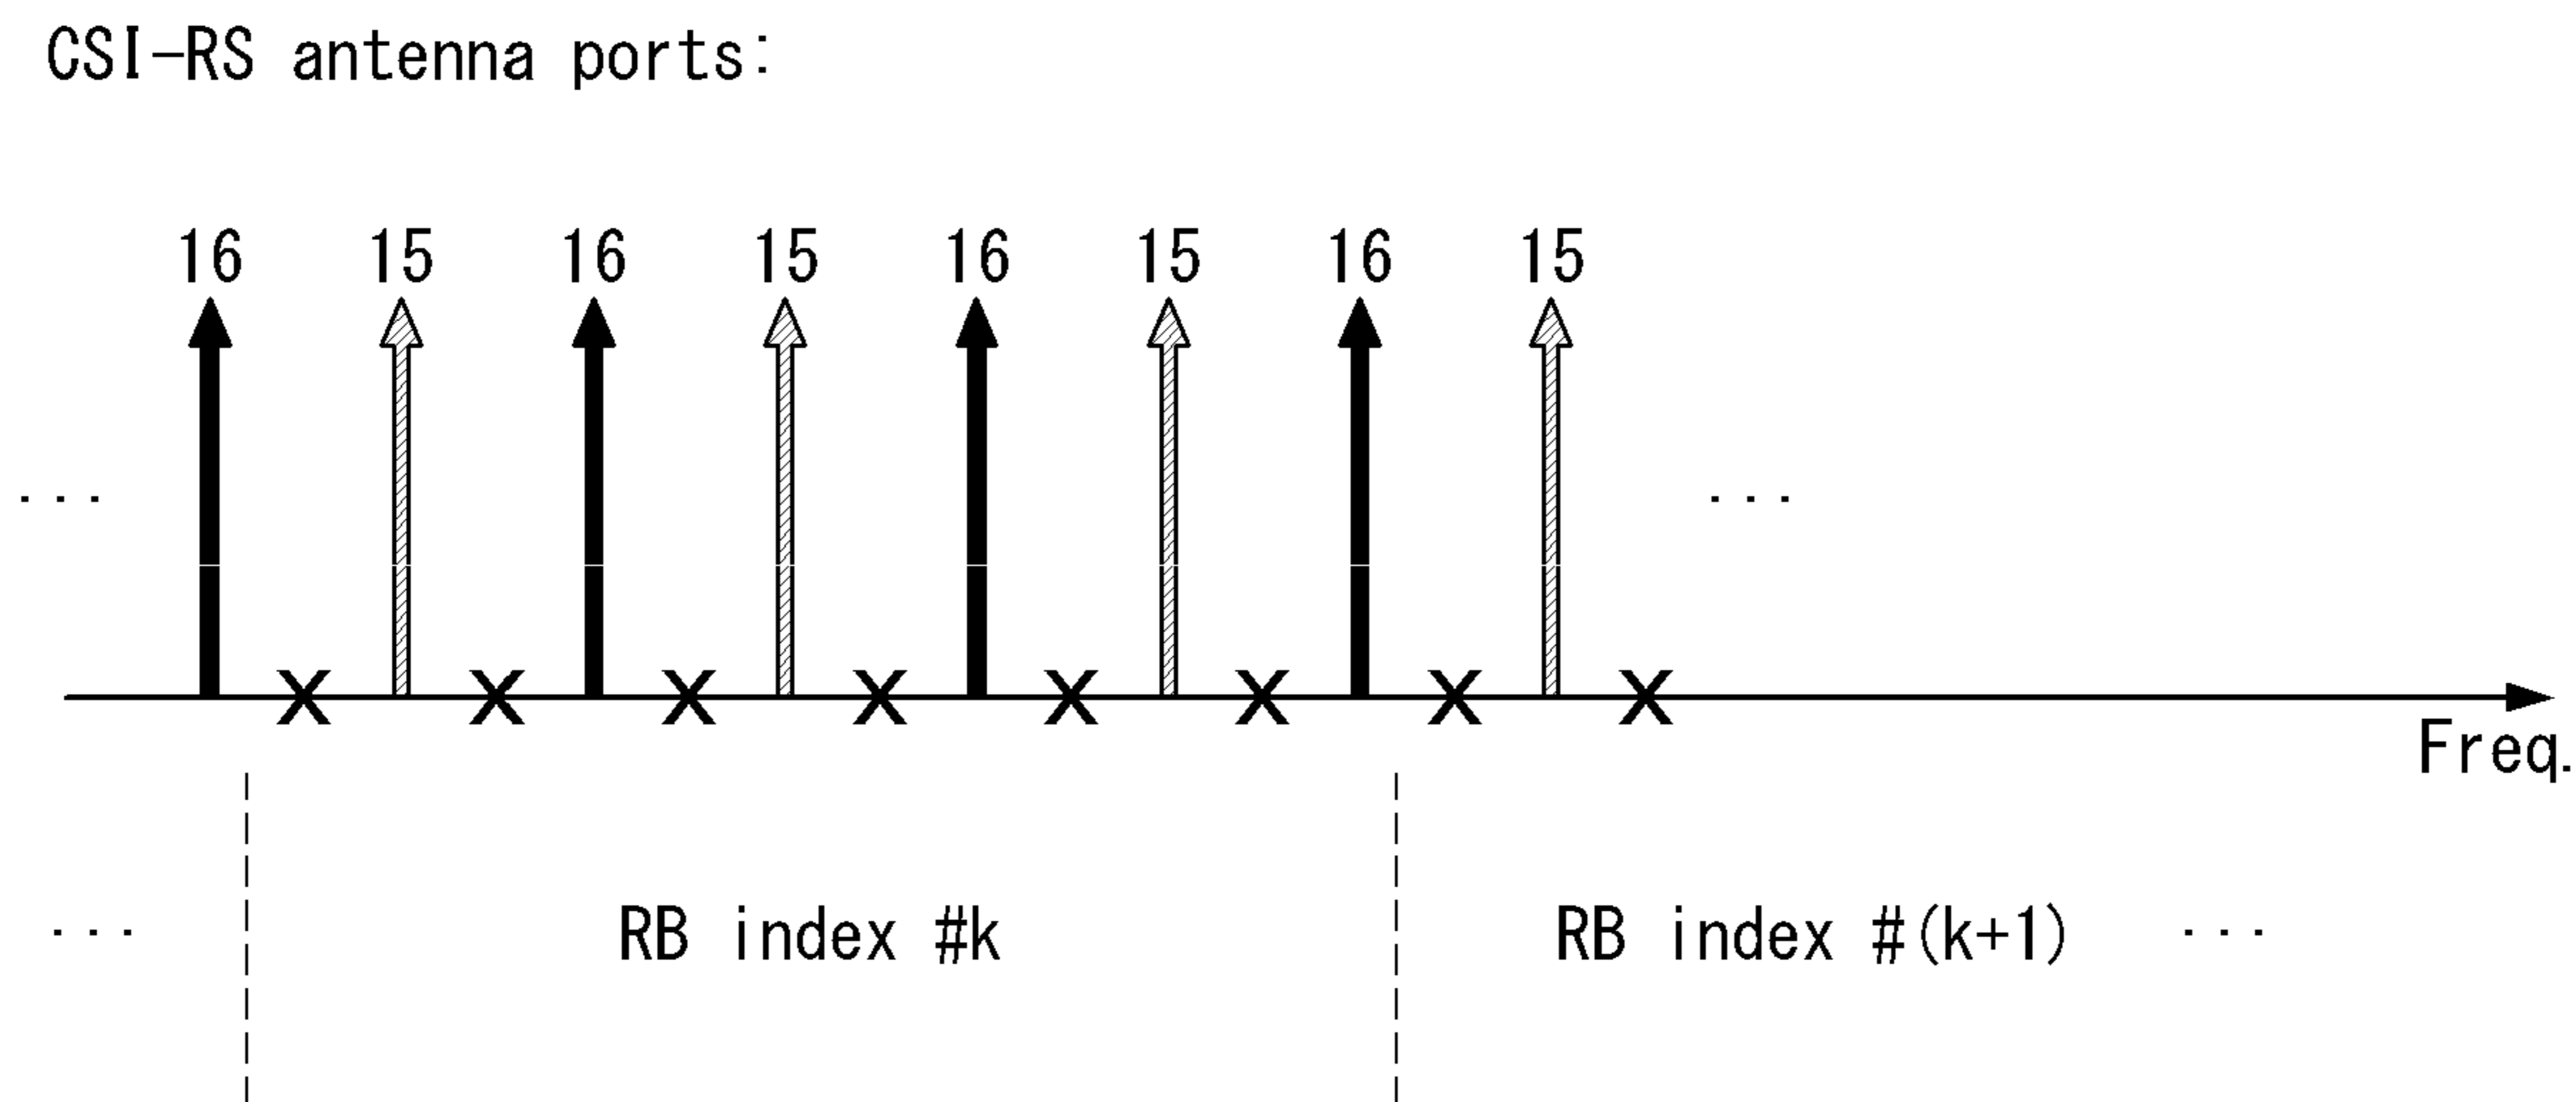 CSI-RS antenna ports:
16 15 16 15 16 15 16 15
... ...
X X X X X X X X
Freq.
... RB index #k RB index #(k+1) ...